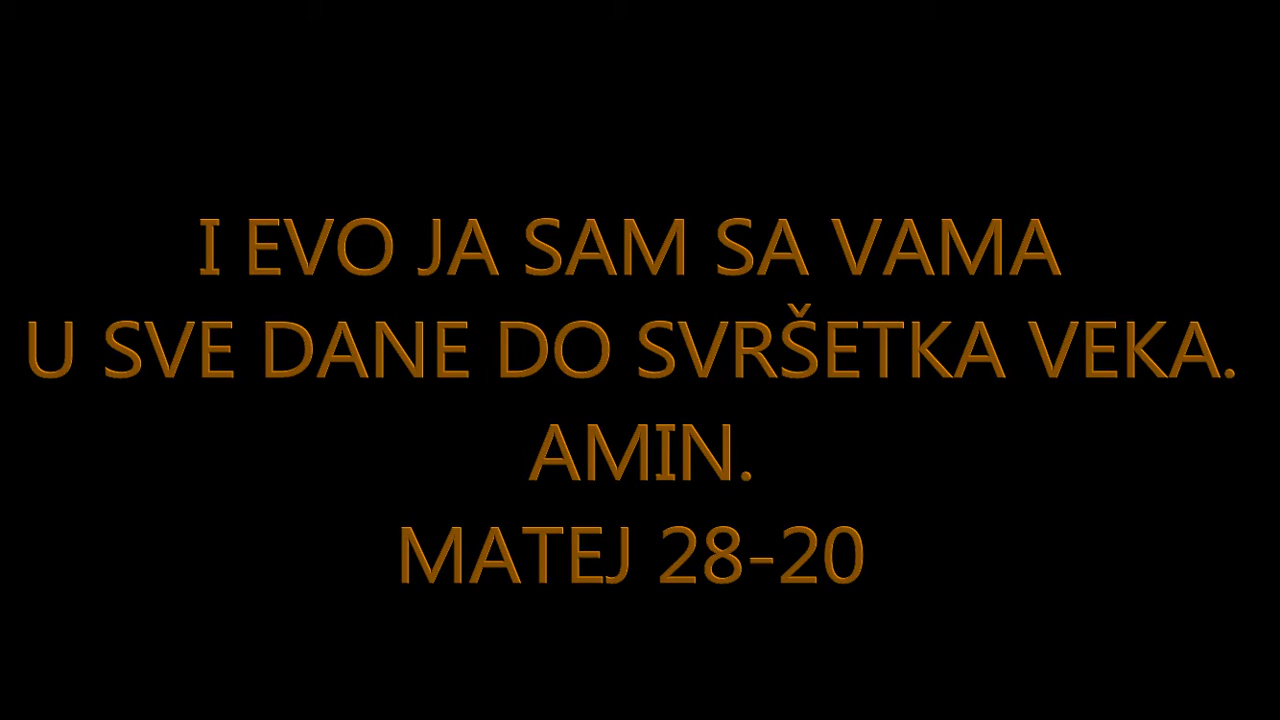 I EVO JA SAM SA VAMA
U SVE DANE DO SVRŠETKA VEKA.
AMIN.
MATEJ 28-20